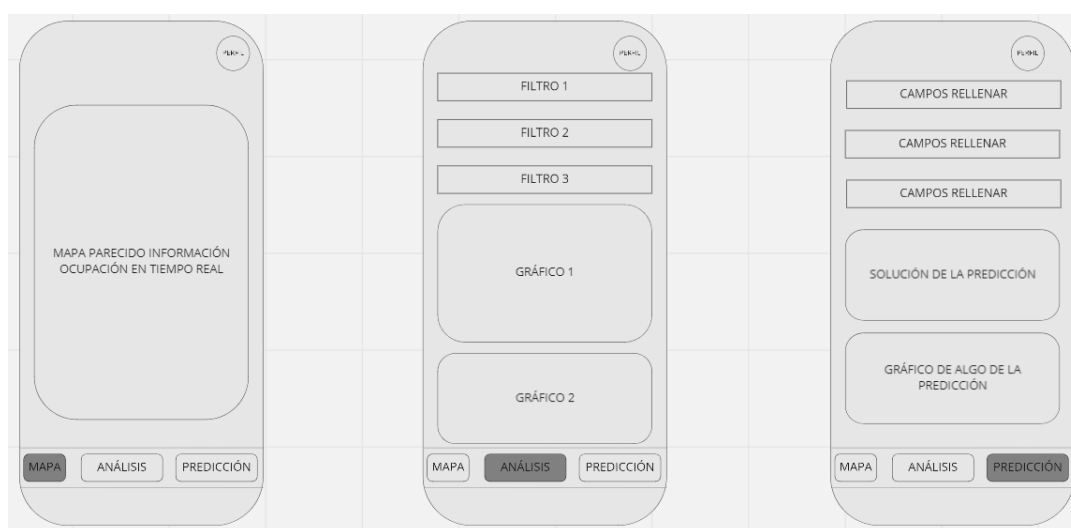 PERFIL
MAPA PARECIDO INFORMACIÓN
OCUPACIÓN EN TIEMPO REAL
MAPA
ANÁLISIS
PREDICCIÓN
PERFIL
FILTRO 1
FILTRO 2
FILTRO 3
GRÁFICO 1
GRÁFICO 2
MAPA
ANÁLISIS
PREDICCIÓN
PERFIL
CAMPOS RELLENAR
CAMPOS RELLENAR
CAMPOS RELLENAR
SOLUCIÓN DE LA PREDICCIÓN
GRÁFICO DE ALGO DE LA
PREDICCIÓN
MAPA
ANÁLISIS
PREDICCIÓN